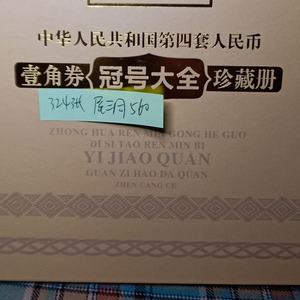 中华人民共和国第四套人民币
壹角券 冠号大全 珍藏册
324张 尾三同 560
ZHONG HUA REN MIN GONG HE GUO
DI SI TAO REN MIN BI
YI JIAO QUAN
GUAN ZI HAO DA QUAN
ZHEN CANG CE